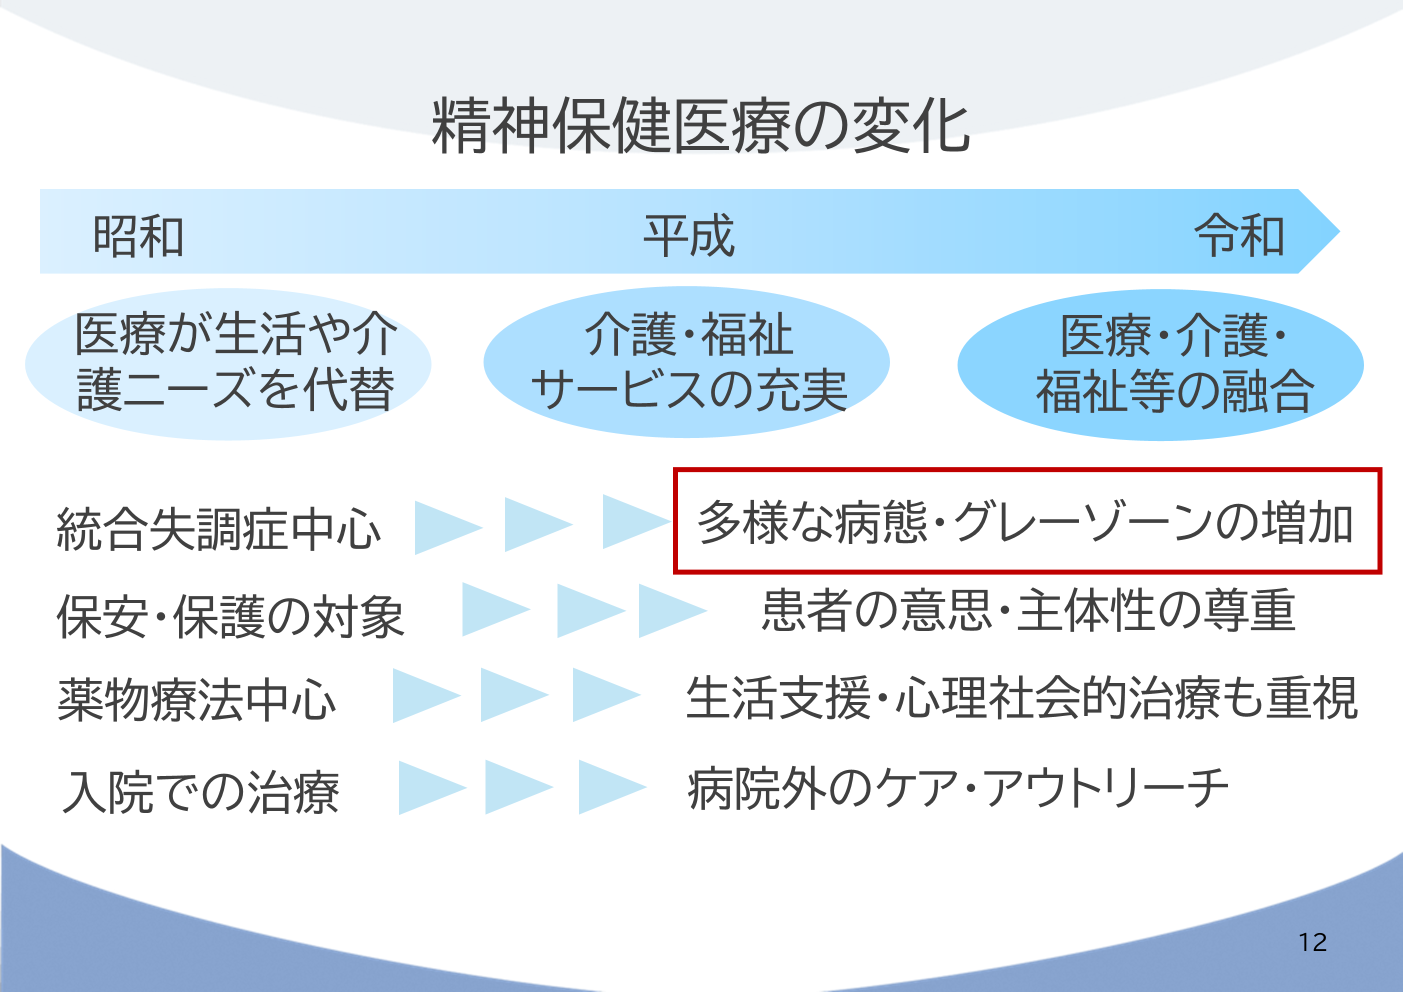 精神保健医療の変化
昭和 平成 令和
医療が生活や介
護ニーズを代替
介護・福祉
サービスの充実
医療・介護・
福祉等の融合
統合失調症中心 多様な病態・グレーゾーンの増加
保安・保護の対象 患者の意思・主体性の尊重
薬物療法中心 生活支援・心理社会的治療も重視
入院での治療 病院外のケア・アウトリーチ
12